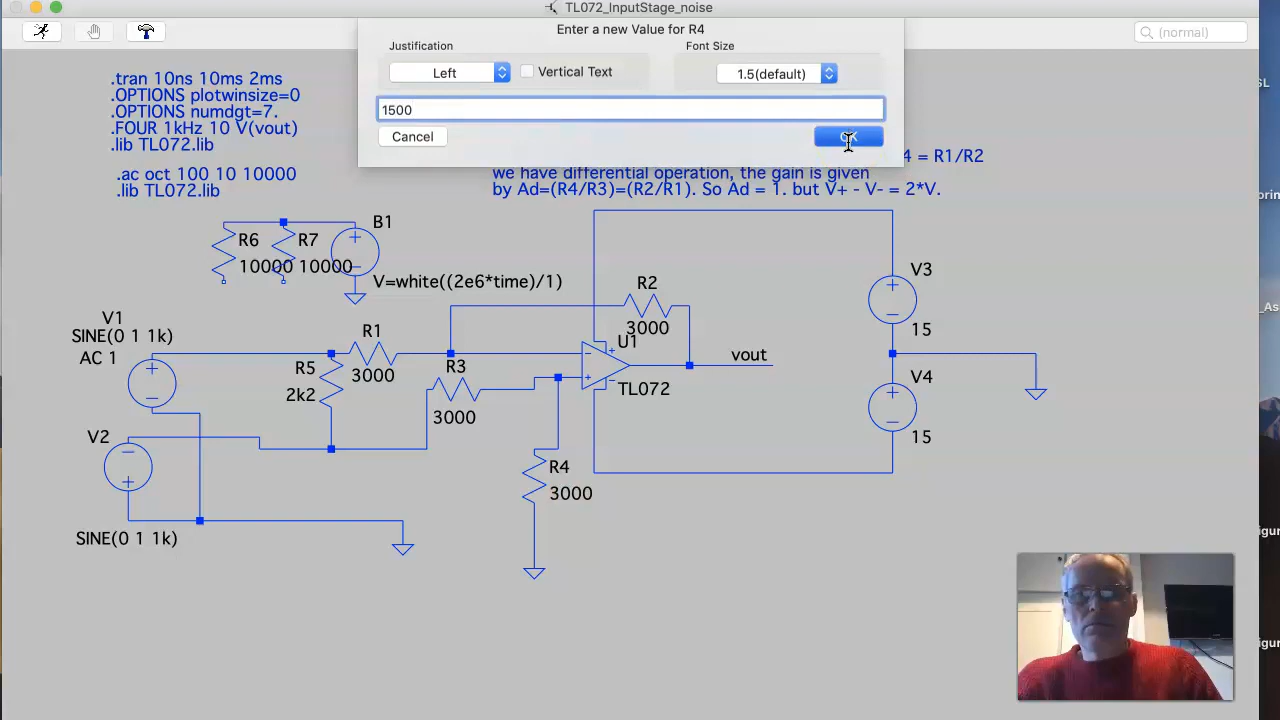 TL072_InputStage_noise
(normal)
Enter a new Value for R4
Justification
Font Size
Left
Vertical Text
1.5(default)
1500
Cancel
OK
.tran 10ns 10ms 2ms
.OPTIONS plotwinsize=0
.OPTIONS numdgt=7.
.FOUR 1kHz 10 V(vout)
.lib TL072.lib
.ac oct 100 10 10000
.lib TL072.lib
4 = R1/R2
we have differential operation, the gain is given
by Ad=(R4/R3)=(R2/R1). So Ad = 1. but V+ - V- = 2*V.
B1
R6
R7
10000
10000
V=white((2e6*time)/1)
V1
SINE(0 1 1k)
AC 1
R1
3000
R2
3000
U1
TL072
vout
R5
2k2
R3
3000
V2
SINE(0 1 1k)
R4
3000
V3
15
V4
15
SL
_As
igur
igur